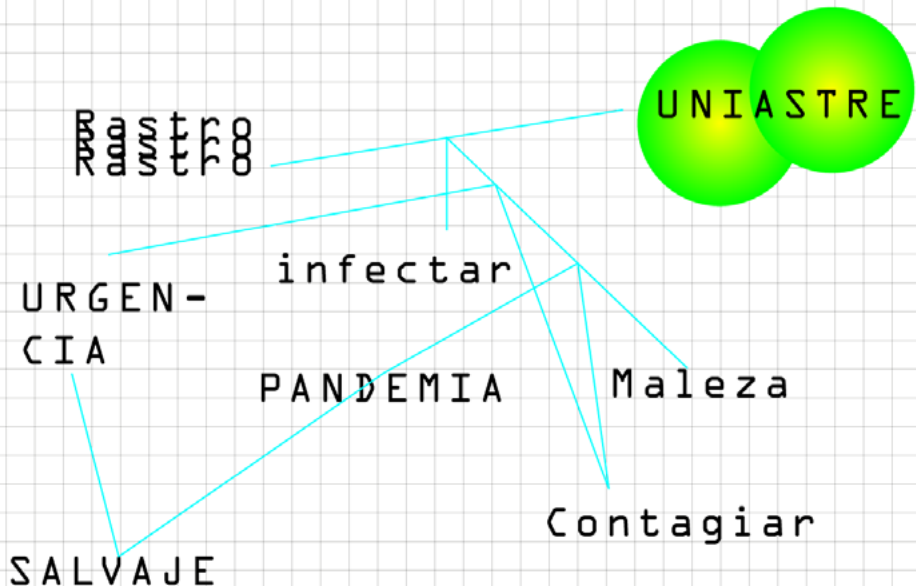 UNIASTRE
Rastro
Rastro
Rastro
infectar
URGEN-
CIA
PANDEMIA
Maleza
Contagiar
SALVAJE